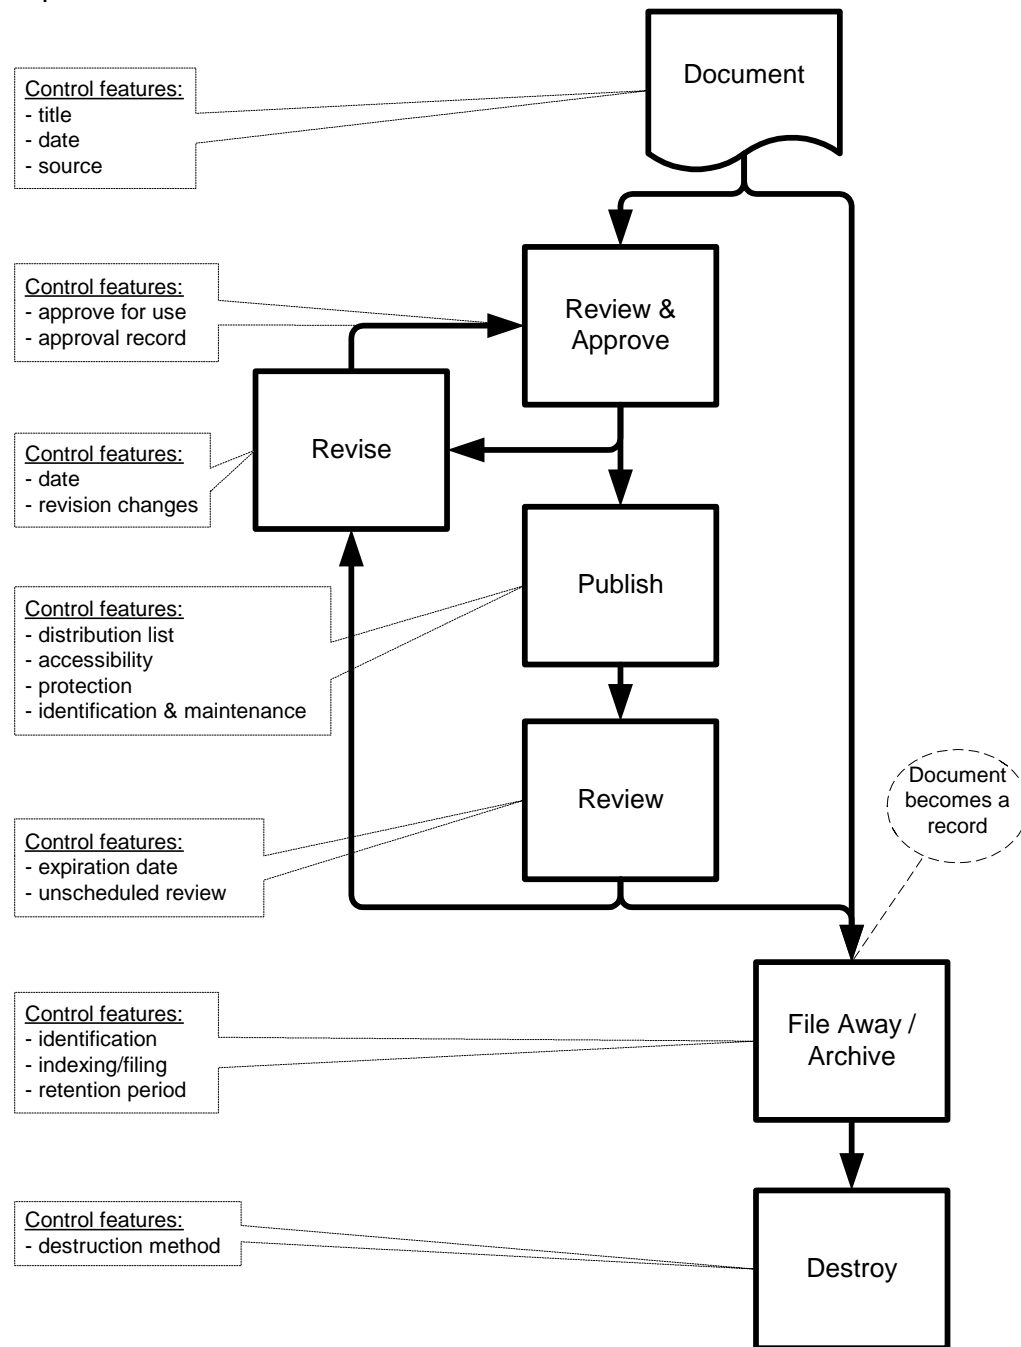 Document
Control features:
- title
- date
- source
Control features:
- approve for use
- approval record
Review &
Approve
Revise
Control features:
- date
- revision changes
Publish
Control features:
- distribution list
- accessibility
- protection
- identification & maintenance
Review
Document
becomes a
record
Control features:
- expiration date
- unscheduled review
Control features:
- identification
- indexing/filing
- retention period
File Away /
Archive
Control features:
- destruction method
Destroy